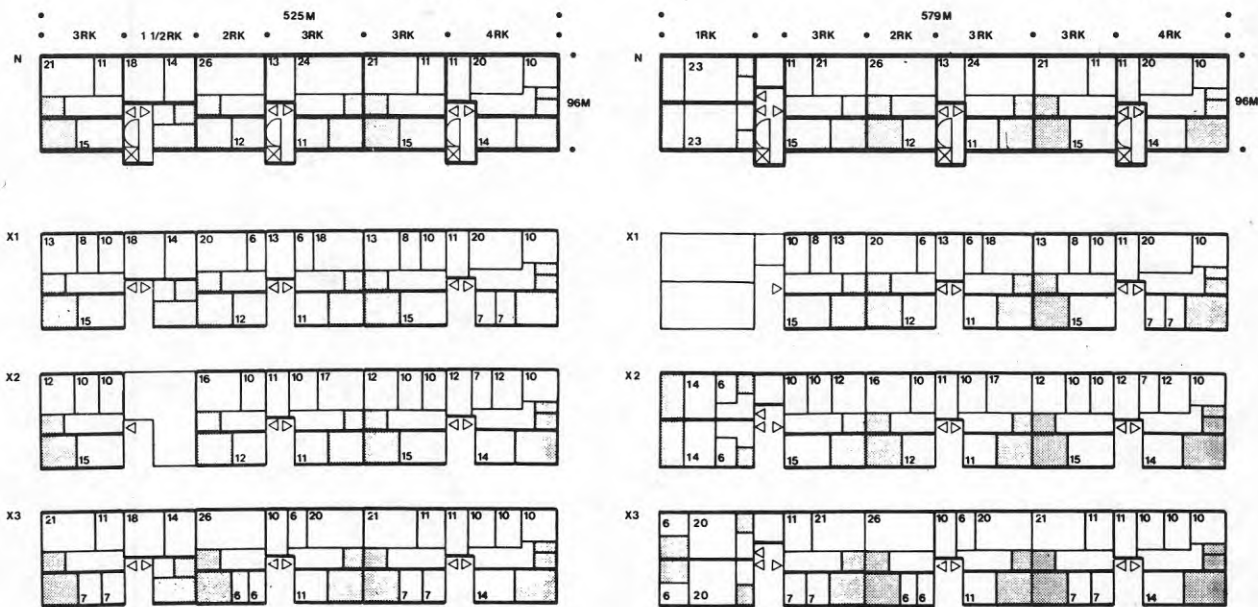 525M
3RK 1 1/2RK 2RK 3RK 3RK 4RK
N 21 11 18 14 26 13 24 21 11 11 20 10
96M
15 12 11 15 14
X1 13 8 10 18 14 20 6 13 6 18 13 8 10 11 20 10
15 12 11 15 7 7
X2 12 10 10 16 10 11 10 17 12 10 10 12 7 12 10
15 12 11 15 14
X3 21 11 18 14 26 10 6 20 21 11 11 10 10 10
7 7 6 6 11 7 7 14
579M
1RK 3RK 2RK 3RK 3RK 4RK
N 23 11 21 26 13 24 21 11 11 20 10
96M
23 15 12 11 15 14
X1 10 8 13 20 6 13 6 18 13 8 10 11 20 10
15 12 11 15 7 7
X2 14 6 10 10 12 16 10 11 10 17 12 10 10 12 7 12 10
14 6 15 12 11 15 14
X3 6 20 11 21 26 10 6 20 21 11 11 10 10 10
6 20 7 7 6 6 11 7 7 14